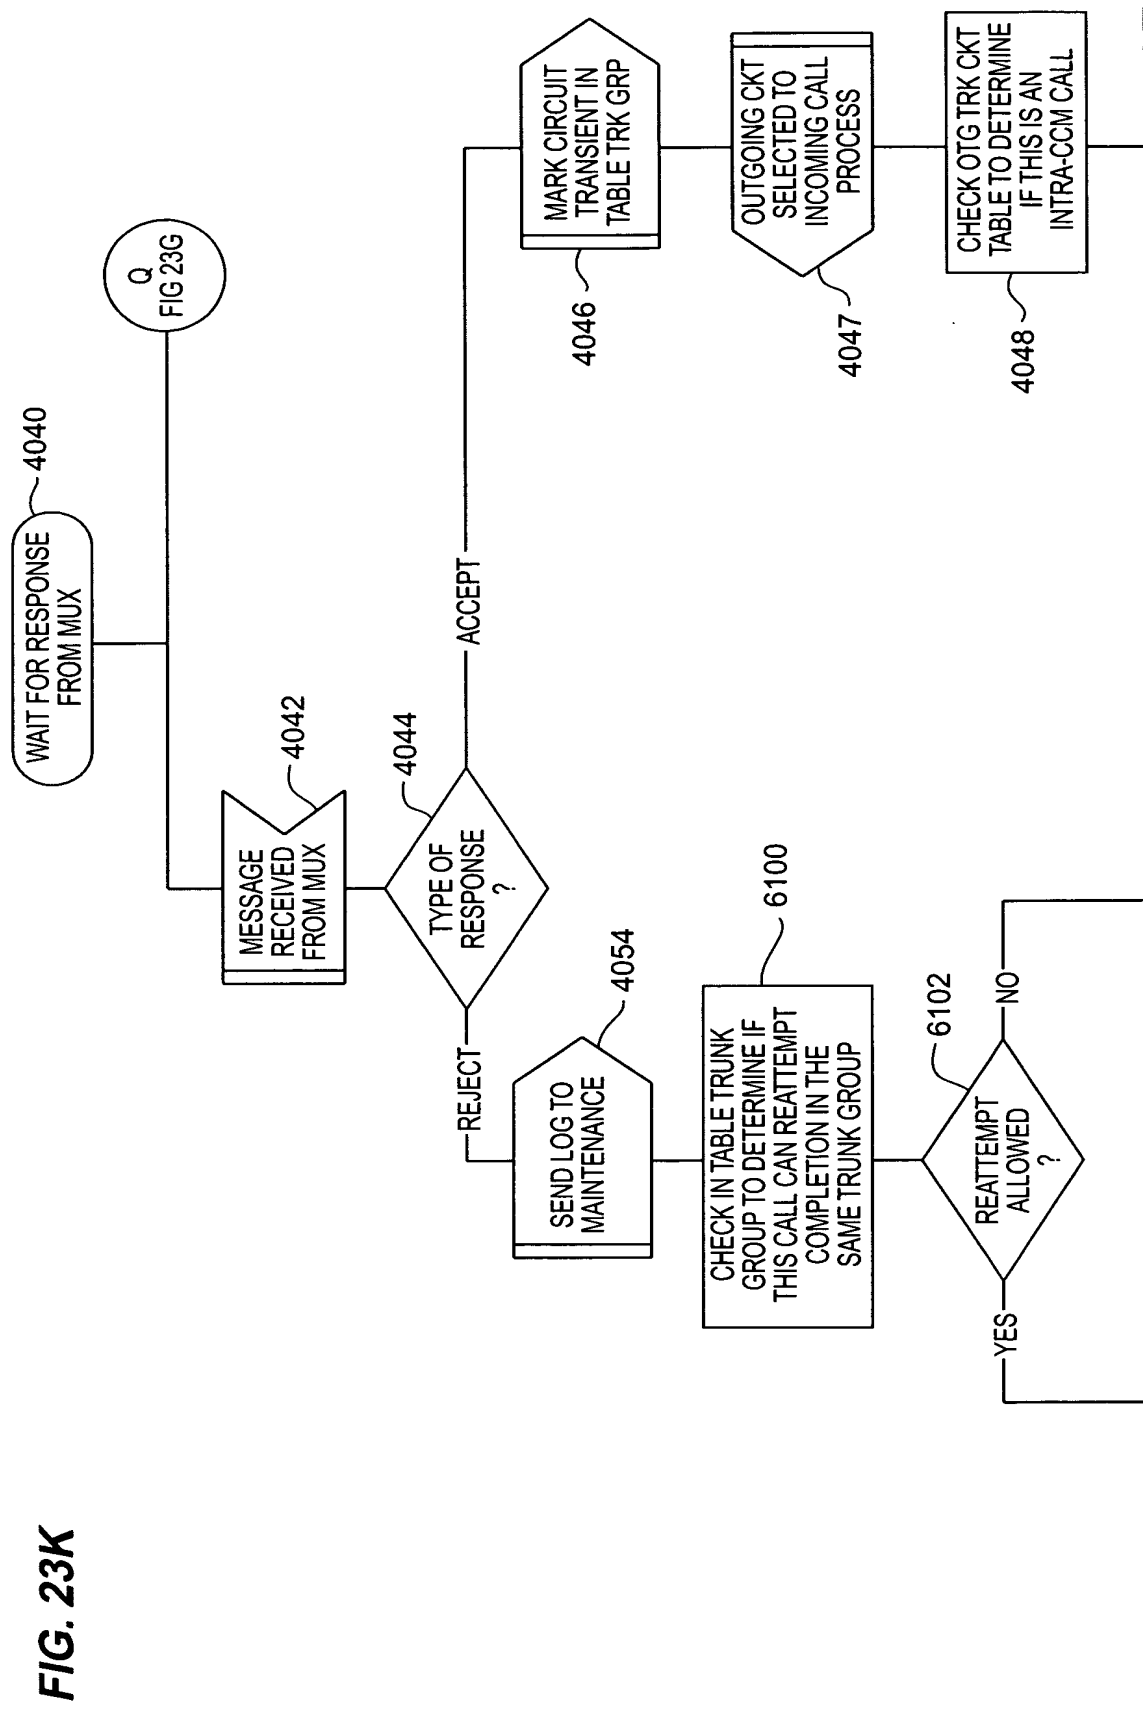 FIG. 23K
WAIT FOR RESPONSE
FROM MUX
4040
Q
FIG 23G
MESSAGE
RECEIVED
FROM MUX
4042
TYPE OF
RESPONSE
?
4044
REJECT
ACCEPT
SEND LOG TO
MAINTENANCE
4054
MARK CIRCUIT
TRANSIENT IN
TABLE TRK GRP
4046
CHECK IN TABLE TRUNK
GROUP TO DETERMINE IF
THIS CALL CAN REATTEMPT
COMPLETION IN THE
SAME TRUNK GROUP
6100
OUTGOING CKT
SELECTED TO
INCOMING CALL
PROCESS
4047
REATTEMPT
ALLOWED
?
6102
YES
NO
CHECK OTG TRK CKT
TABLE TO DETERMINE
IF THIS IS AN
INTRA-CCM CALL
4048